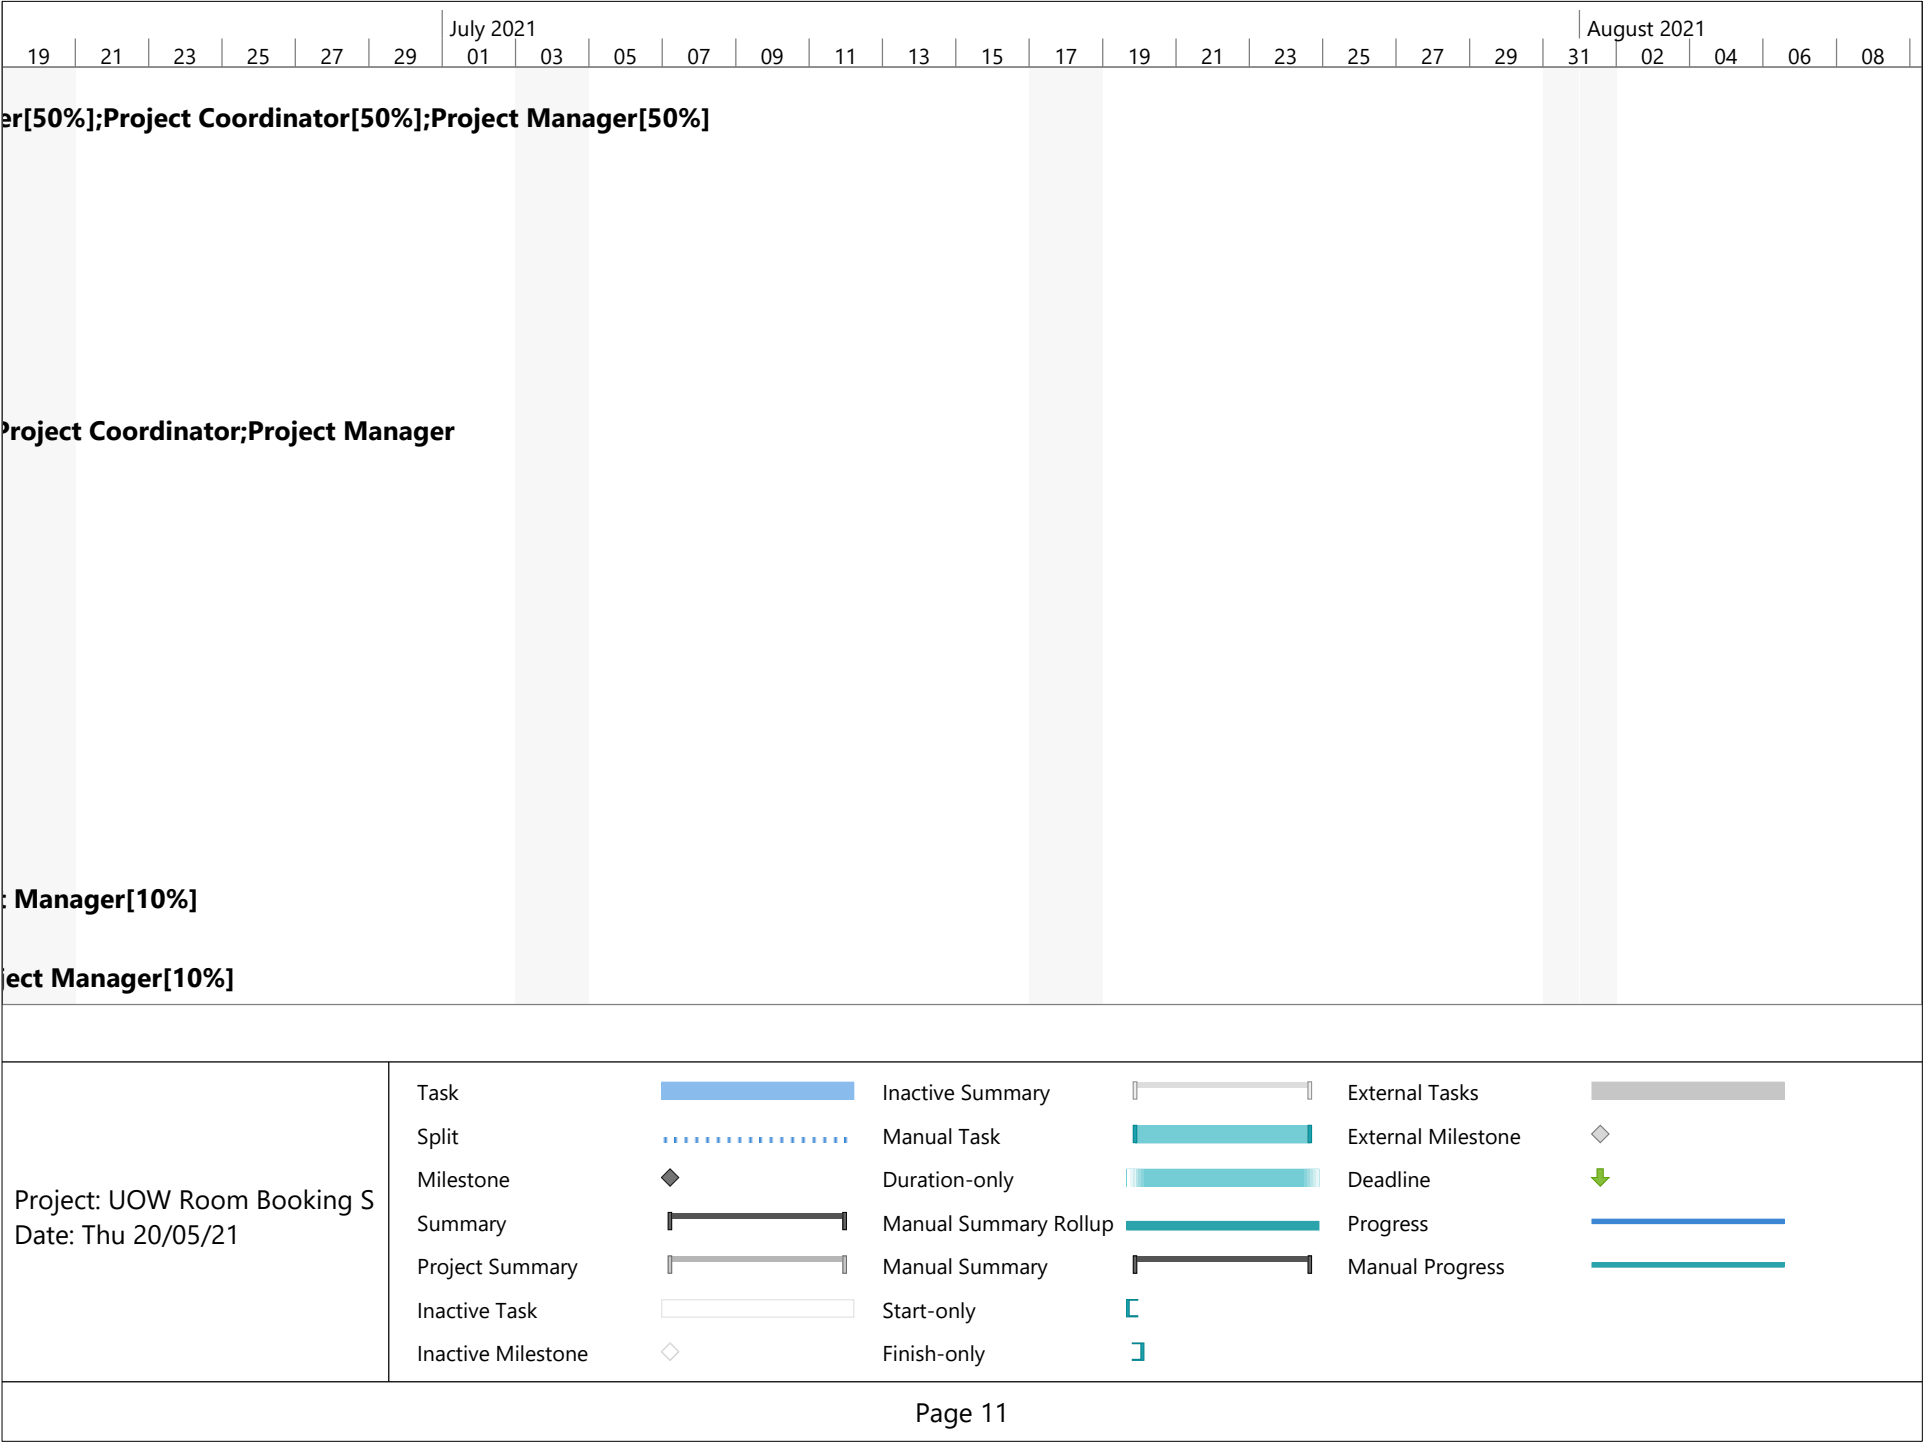 July 2021 August 2021
19 21 23 25 27 29 01 03 05 07 09 11 13 15 17 19 21 23 25 27 29 31 02 04 06 08
er[50%];Project Coordinator[50%];Project Manager[50%]
Project Coordinator;Project Manager
Manager[10%]
ject Manager[10%]
Project: UOW Room Booking S
Date: Thu 20/05/21
Task
Split
Milestone
Summary
Project Summary
Inactive Task
Inactive Milestone
Inactive Summary
Manual Task
Duration-only
Manual Summary Rollup
Manual Summary
Start-only
Finish-only
External Tasks
External Milestone
Deadline
Progress
Manual Progress
Page 11